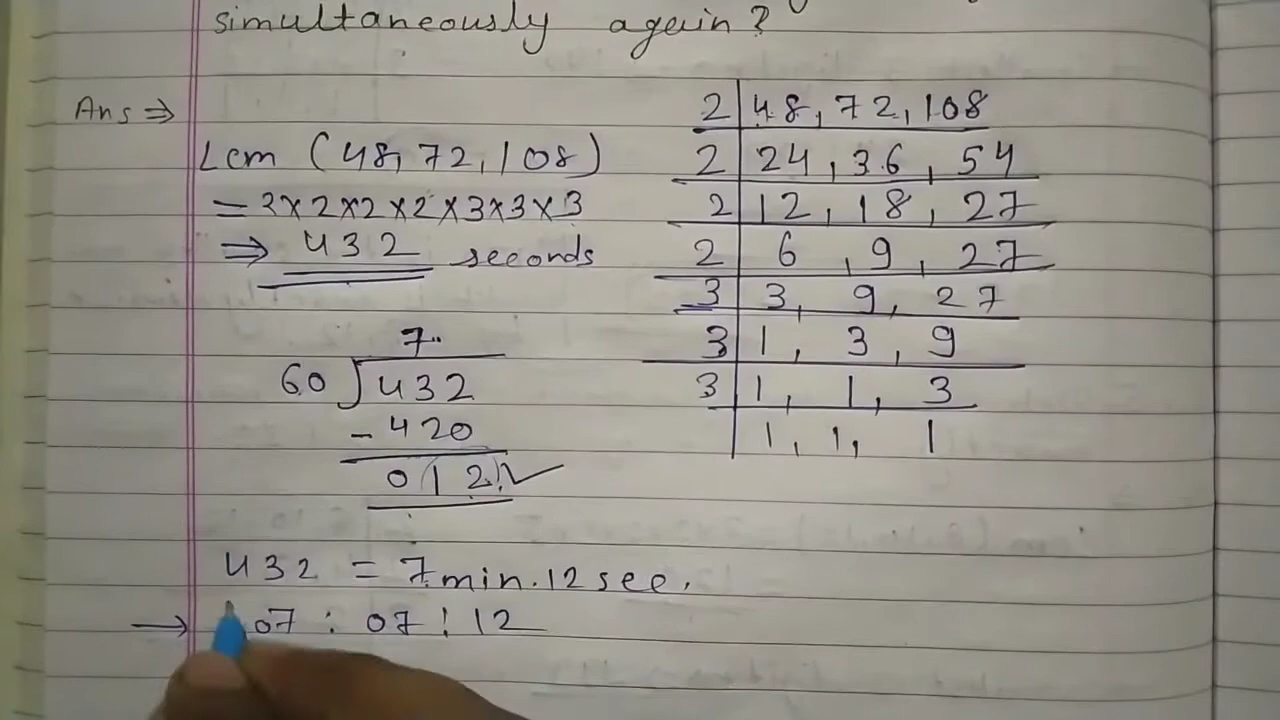 simultaneously again?
Ans ⇒
Lcm (48, 72, 108)
= 2×2×2×2×3×3×3
⇒ 432 seconds
2 | 48, 72, 108
2 | 24, 36, 54
2 | 12, 18, 27
2 | 6, 9, 27
3 | 3, 9, 27
3 | 1, 3, 9
3 | 1, 1, 3
1, 1, 1
7
60 ) 432
- 420
012
432 = 7min. 12 sec.
→ 07 : 07 : 12